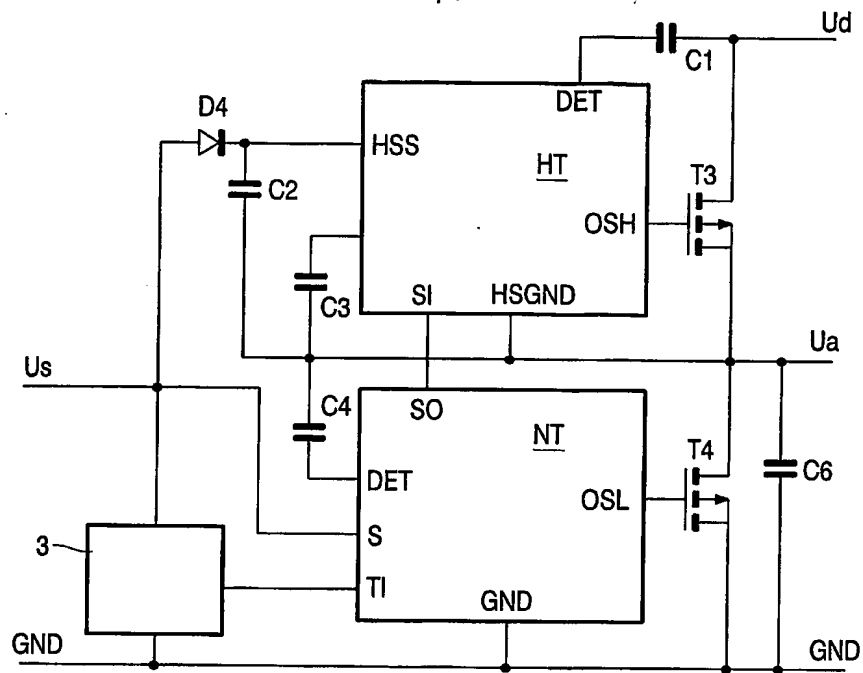 Ud
C1
DET
D4
HSS
HT
T3
C2
OSH
C3
SI
HSGND
Ua
Us
C4
SO
NT
T4
DET
OSL
C6
S
3
TI
GND
GND
GND